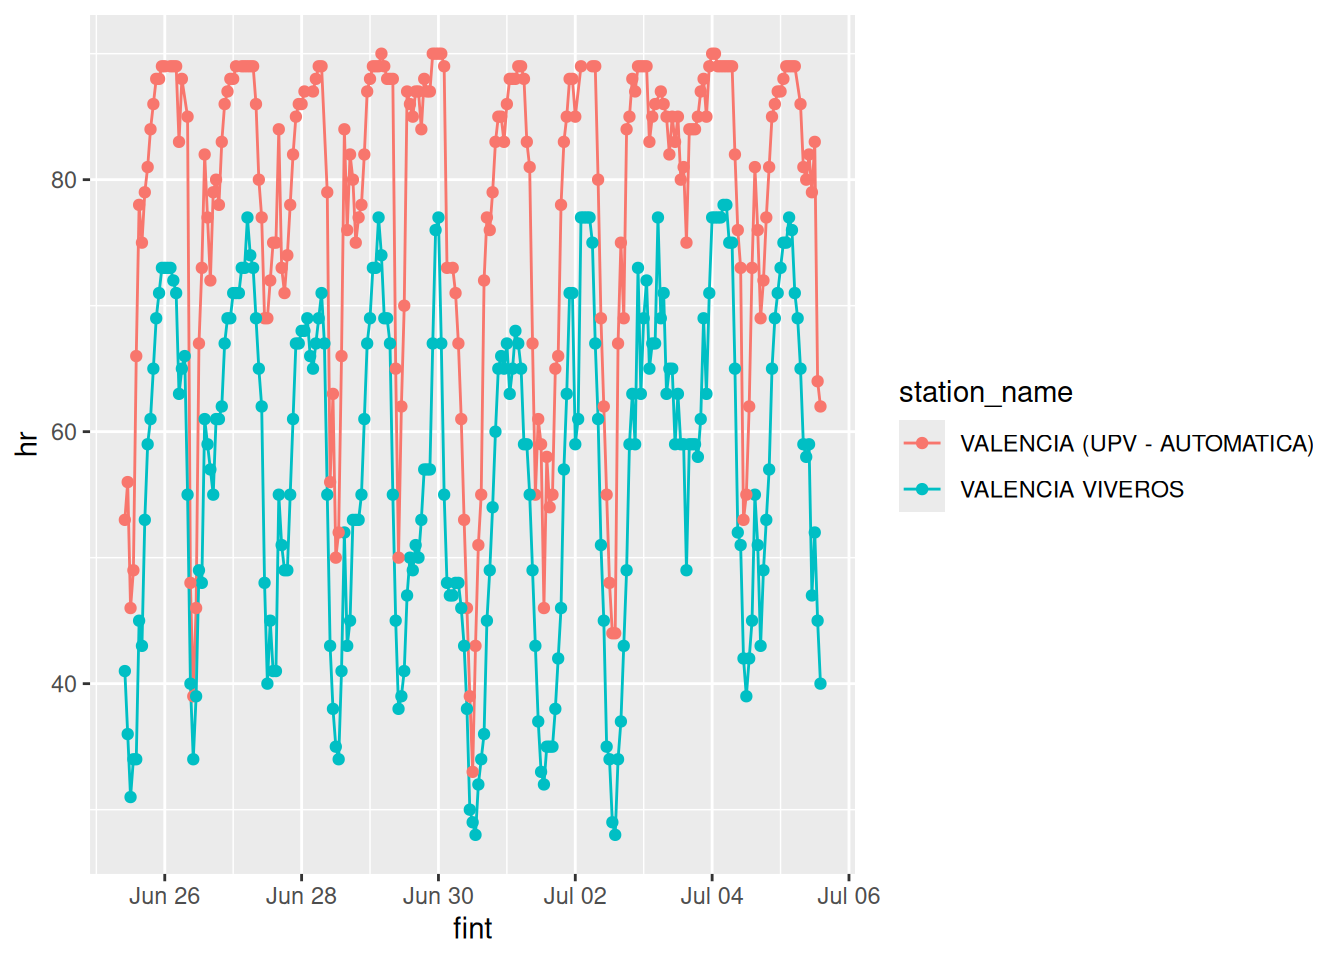 80
60
40
hr
Jun 26
Jun 28
Jun 30
Jul 02
Jul 04
Jul 06
fint
station_name
VALENCIA (UPV - AUTOMATICA)
VALENCIA VIVEROS